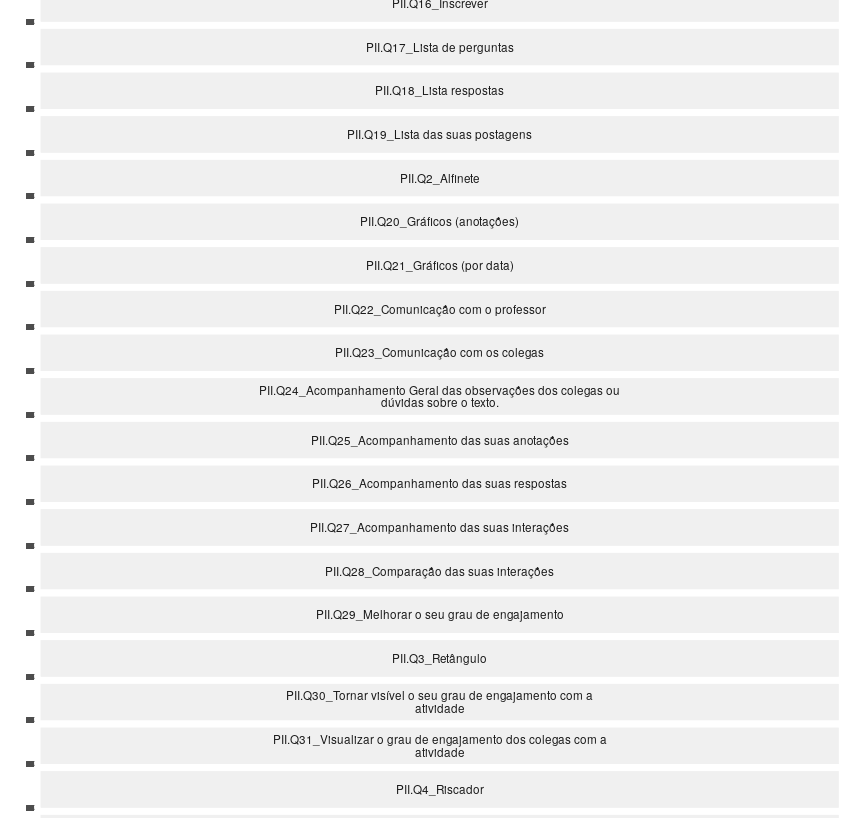 PII.Q16_Inscrever
PII.Q17_Lista de perguntas
PII.Q18_Lista respostas
PII.Q19_Lista das suas postagens
PII.Q2_Alfinete
PII.Q20_Gráficos (anotações)
PII.Q21_Gráficos (por data)
PII.Q22_Comunicação com o professor
PII.Q23_Comunicação com os colegas
PII.Q24_Acompanhamento Geral das observações dos colegas ou
dúvidas sobre o texto.
PII.Q25_Acompanhamento das suas anotações
PII.Q26_Acompanhamento das suas respostas
PII.Q27_Acompanhamento das suas interações
PII.Q28_Comparação das suas interações
PII.Q29_Melhorar o seu grau de engajamento
PII.Q3_Retângulo
PII.Q30_Tornar visível o seu grau de engajamento com a
atividade
PII.Q31_Visualizar o grau de engajamento dos colegas com a
atividade
PII.Q4_Riscador